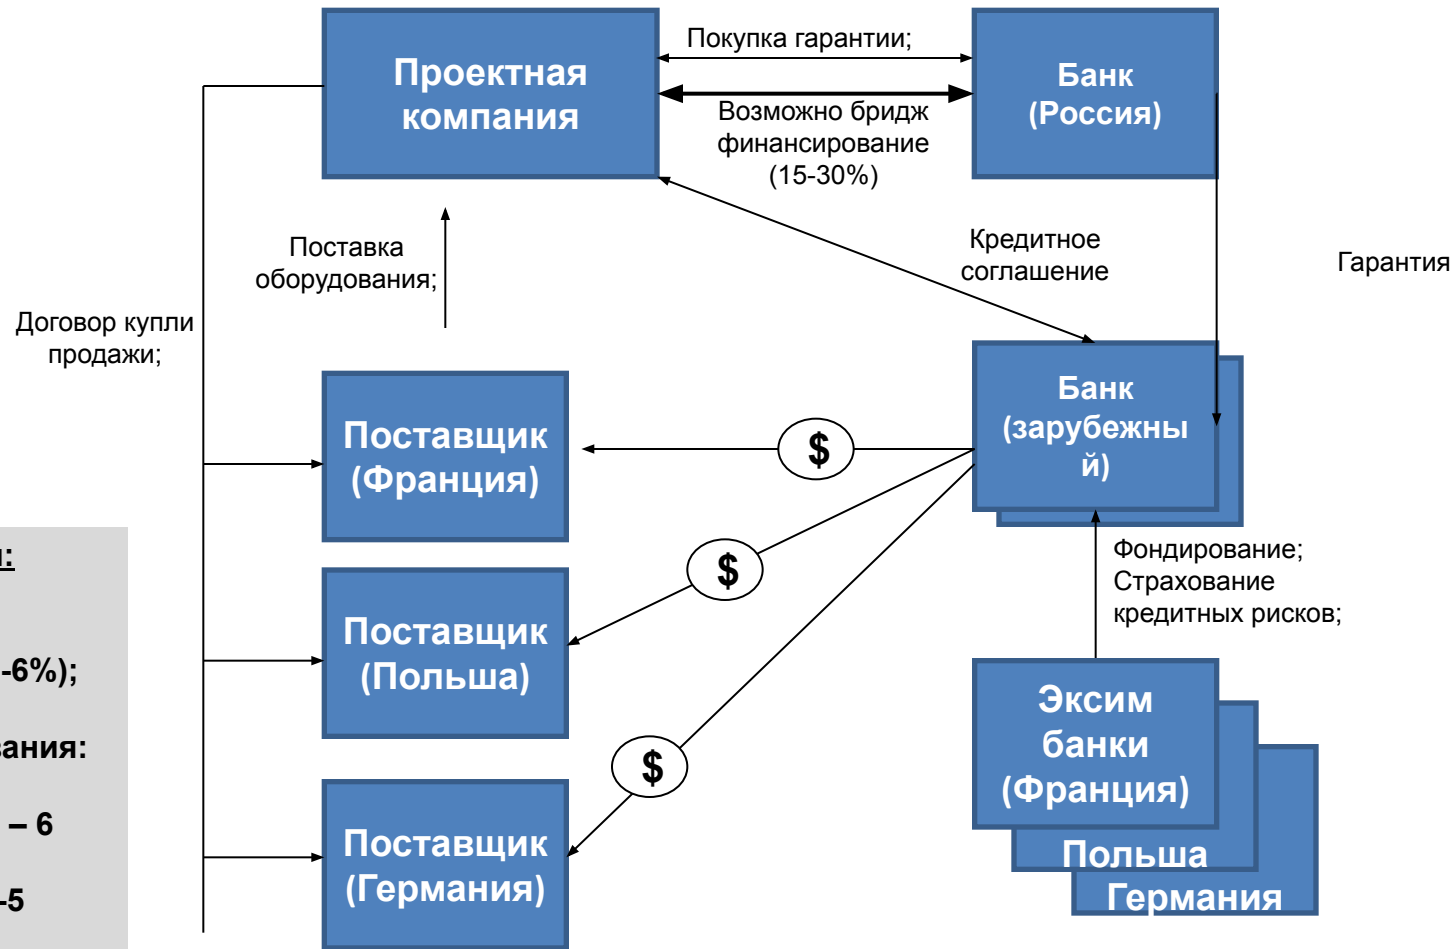 Проектная
компания
Покупка гарантии;
Возможно бридж
финансирование
(15-30%)
Банк
(Россия)
Поставка
оборудования;
Кредитное
соглашение
Гарантия
Договор купли
продажи;
Поставщик
(Франция)
$
Банк
(зарубежны
й)
Поставщик
(Польша)
$
Фондирование;
Страхование
кредитных рисков;
Поставщик
(Германия)
$
Эксим
банки
(Франция)
Польша
Германия
-6%);
– 6
-5